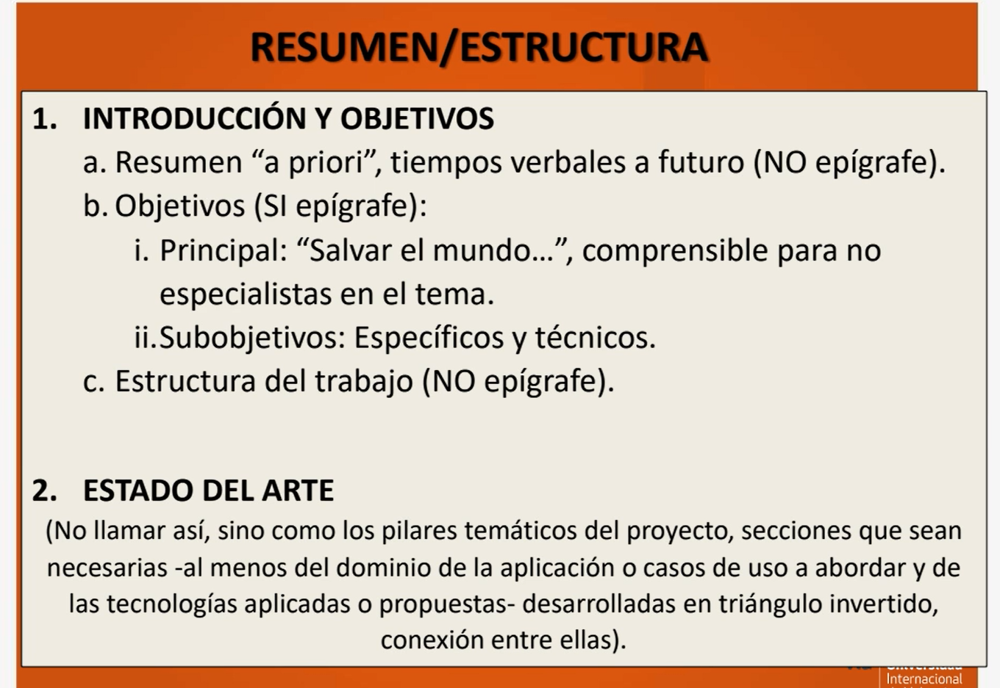 RESUMEN/ESTRUCTURA
1. INTRODUCCIÓN Y OBJETIVOS
a. Resumen “a priori”, tiempos verbales a futuro (NO epígrafe).
b. Objetivos (SI epígrafe):
i. Principal: “Salvar el mundo...”, comprensible para no
especialistas en el tema.
ii. Subobjetivos: Específicos y técnicos.
c. Estructura del trabajo (NO epígrafe).
2. ESTADO DEL ARTE
(No llamar así, sino como los pilares temáticos del proyecto, secciones que sean
necesarias -al menos del dominio de la aplicación o casos de uso a abordar y de
las tecnologías aplicadas o propuestas- desarrolladas en triángulo invertido,
conexión entre ellas).
Universidad
Internacional